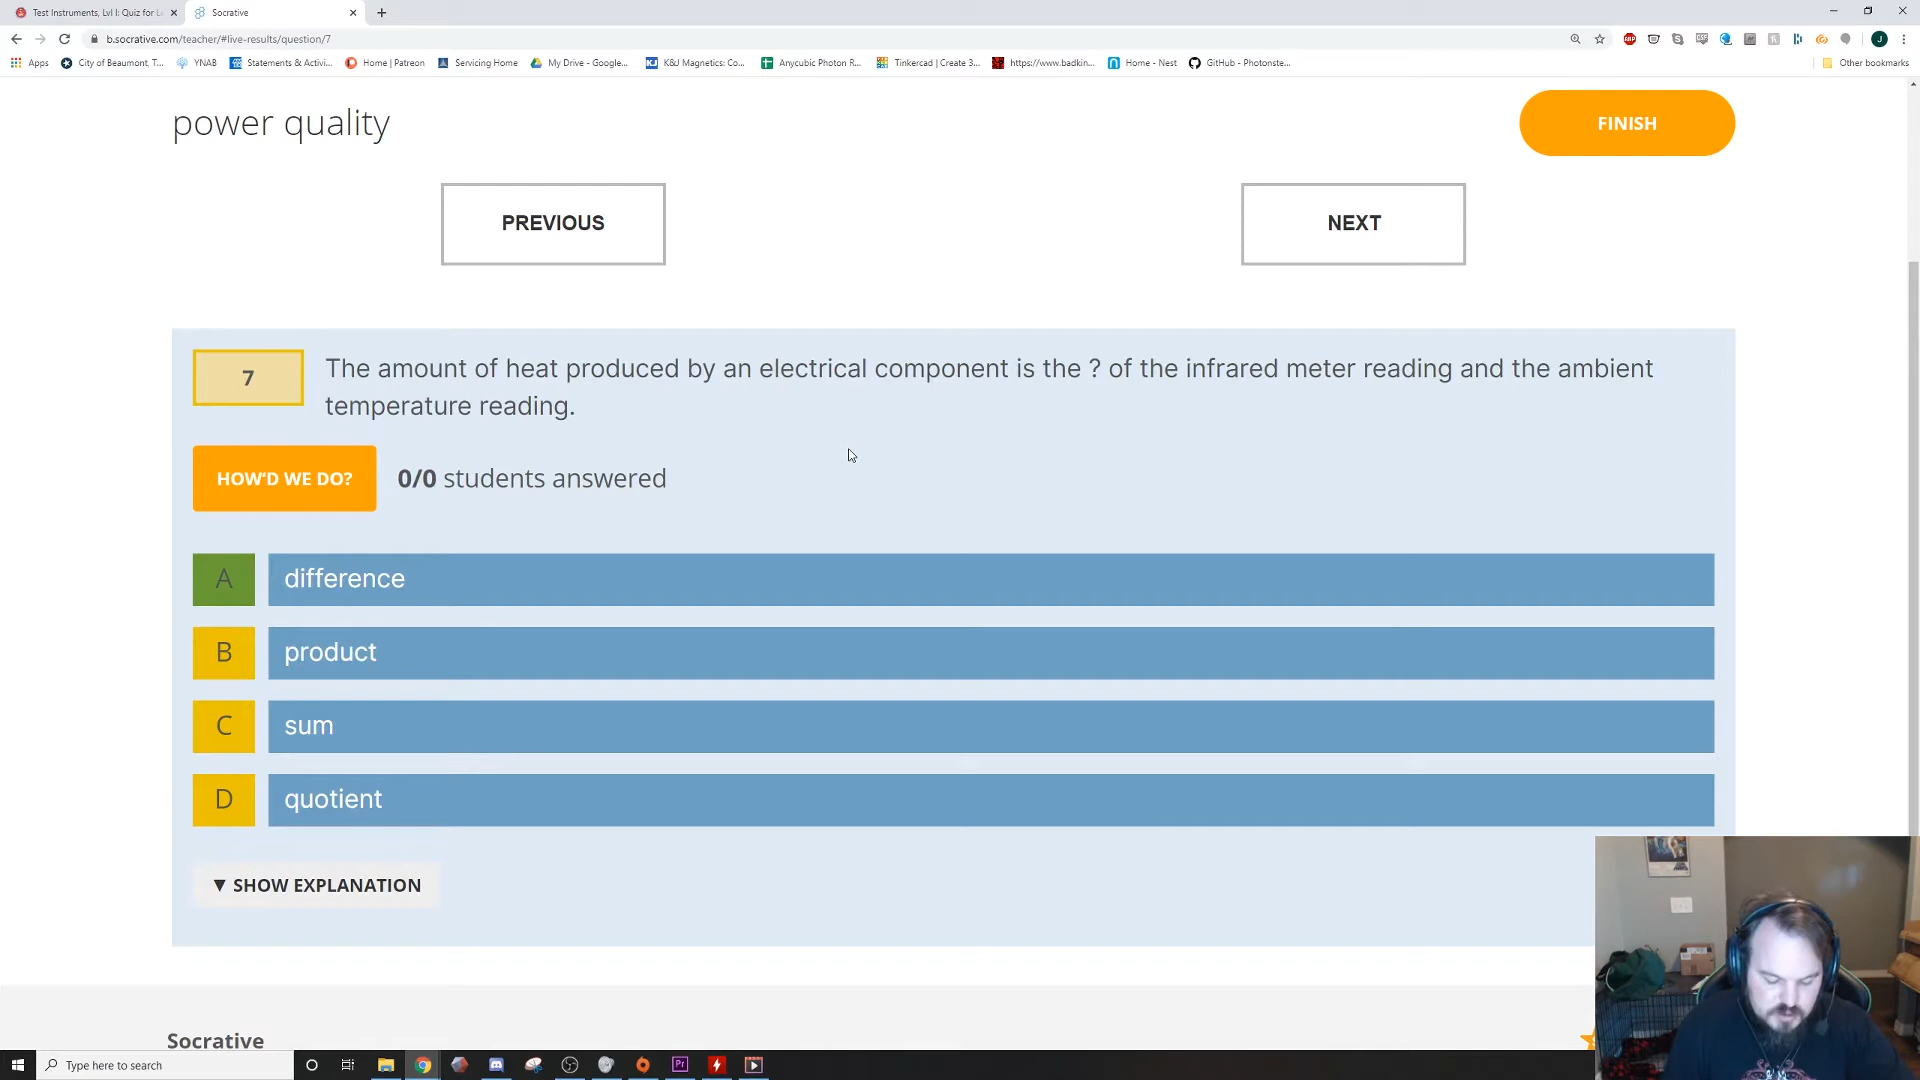 Test Instruments, Lvl I: Quiz for L
Socrative
b.socrative.com/teacher/#live-results/question/7
Apps
City of Beaumont, T...
YNAB
Statements & Activi...
Home | Patreon
Servicing Home
My Drive - Google...
K&J Magnetics: Co...
Anycubic Photon R...
Tinkercad | Create 3...
https://www.badkin...
Home - Nest
GitHub - Photonste...
Other bookmarks
power quality
FINISH
PREVIOUS
NEXT
7
The amount of heat produced by an electrical component is the ? of the infrared meter reading and the ambient
temperature reading.
HOW'D WE DO?
0/0 students answered
A
difference
B
product
C
sum
D
quotient
▼ SHOW EXPLANATION
Socrative
Type here to search